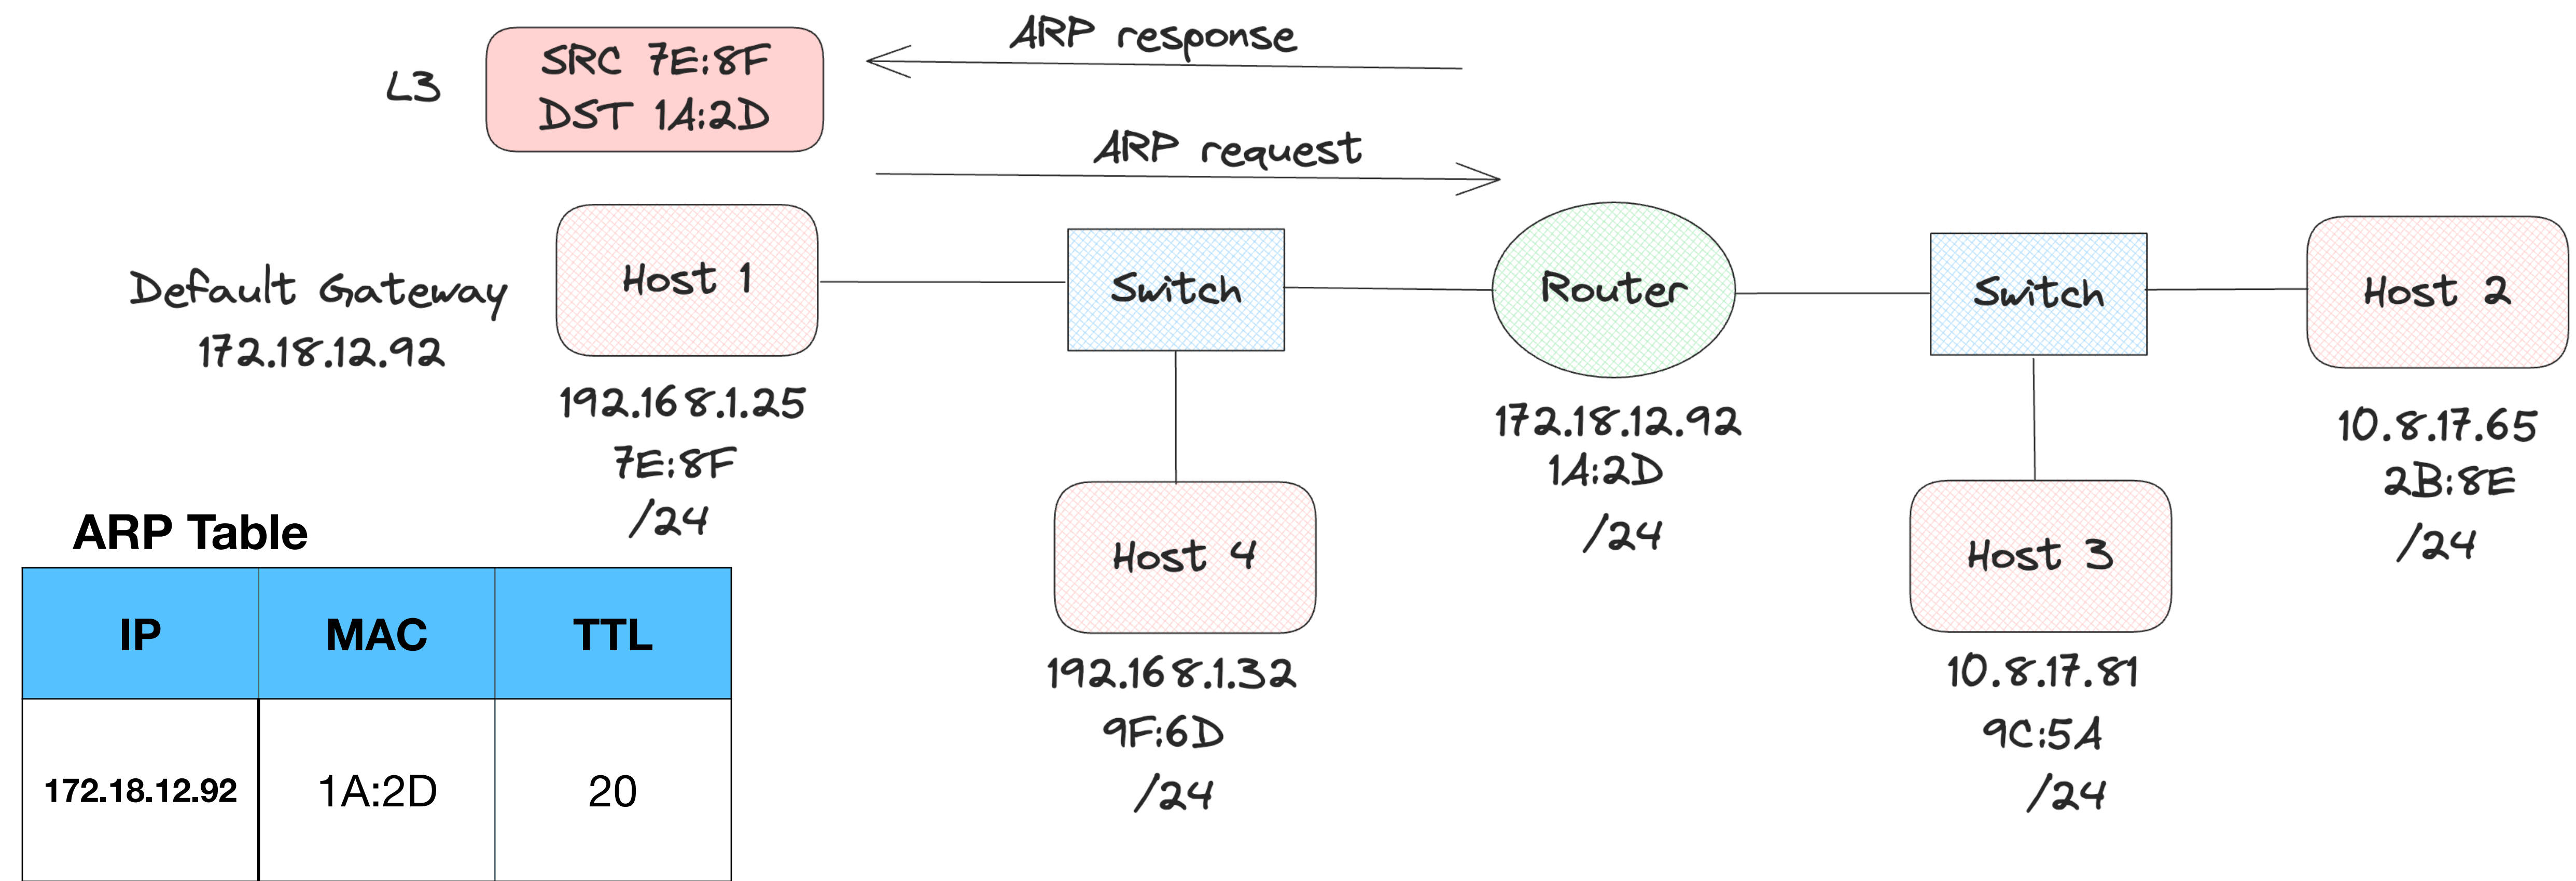 ARP response
SRC 7E:8F
DST 1A:2D
L3
ARP request
Default Gateway
172.18.12.92
Host 1
192.168.1.25
7E:8F
/24
Switch
Host 4
192.168.1.32
9F:6D
/24
Router
172.18.12.92
1A:2D
/24
Switch
Host 3
10.8.17.81
9C:5A
/24
Host 2
10.8.17.65
2B:8E
/24
ARP Table
IP MAC TTL
172.18.12.92 1A:2D 20